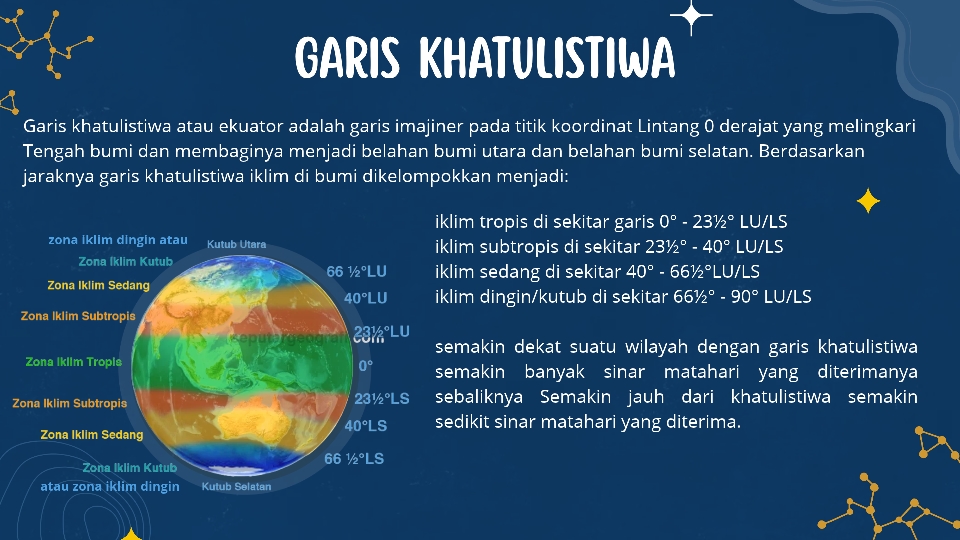 GARIS KHATULISTIWA
Garis khatulistiwa atau ekuator adalah garis imajiner pada titik koordinat Lintang 0 derajat yang melingkari
Tengah bumi dan membaginya menjadi belahan bumi utara dan belahan bumi selatan. Berdasarkan
jaraknya garis khatulistiwa iklim di bumi dikelompokkan menjadi:
iklim tropis di sekitar garis 0° - 23½° LU/LS
iklim subtropis di sekitar 23½° - 40° LU/LS
iklim sedang di sekitar 40° - 66½°LU/LS
iklim dingin/kutub di sekitar 66½° - 90° LU/LS
semakin dekat suatu wilayah dengan garis khatulistiwa
semakin banyak sinar matahari yang diterimanya
sebaliknya Semakin jauh dari khatulistiwa semakin
sedikit sinar matahari yang diterima.
zona iklim dingin atau
Kutub Utara
Zona Iklim Kutub
66 ½°LU
Zona Iklim Sedang
40°LU
Zona Iklim Subtropis
23½°LU
com
Zona Iklim Tropis
0°
Zona Iklim Subtropis
23½°LS
Zona Iklim Sedang
40°LS
Zona Iklim Kutub
66 ½°LS
atau zona iklim dingin
Kutub Selatan